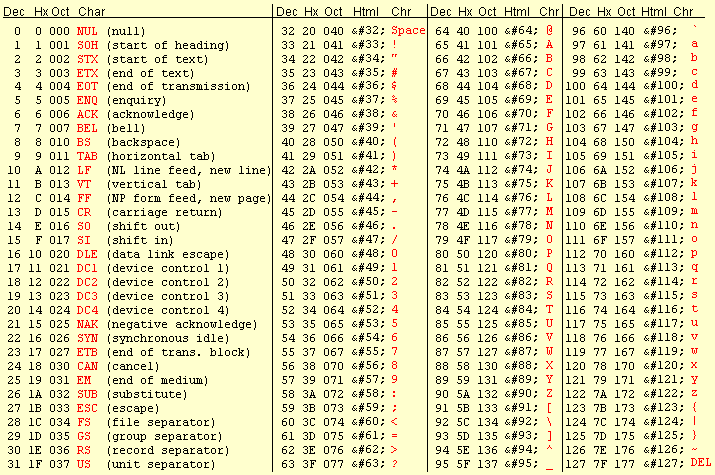 Dec Hx Oct Char Dec Hx Oct Html Chr Dec Hx Oct Html Chr Dec Hx Oct Html Chr
0 0 000 NUL (null) 32 20 040 &#32; Space 64 40 100 &#64; @ 96 60 140 &#96; `
1 1 001 SOH (start of heading) 33 21 041 &#33; ! 65 41 101 &#65; A 97 61 141 &#97; a
2 2 002 STX (start of text) 34 22 042 &#34; " 66 42 102 &#66; B 98 62 142 &#98; b
3 3 003 ETX (end of text) 35 23 043 &#35; # 67 43 103 &#67; C 99 63 143 &#99; c
4 4 004 EOT (end of transmission) 36 24 044 &#36; $ 68 44 104 &#68; D 100 64 144 &#100; d
5 5 005 ENQ (enquiry) 37 25 045 &#37; % 69 45 105 &#69; E 101 65 145 &#101; e
6 6 006 ACK (acknowledge) 38 26 046 &#38; & 70 46 106 &#70; F 102 66 146 &#102; f
7 7 007 BEL (bell) 39 27 047 &#39; ' 71 47 107 &#71; G 103 67 147 &#103; g
8 8 010 BS (backspace) 40 28 050 &#40; ( 72 48 110 &#72; H 104 68 150 &#104; h
9 9 011 TAB (horizontal tab) 41 29 051 &#41; ) 73 49 111 &#73; I 105 69 151 &#105; i
10 A 012 LF (NL line feed, new line) 42 2A 052 &#42; * 74 4A 112 &#74; J 106 6A 152 &#106; j
11 B 013 VT (vertical tab) 43 2B 053 &#43; + 75 4B 113 &#75; K 107 6B 153 &#107; k
12 C 014 FF (NP form feed, new page) 44 2C 054 &#44; , 76 4C 114 &#76; L 108 6C 154 &#108; l
13 D 015 CR (carriage return) 45 2D 055 &#45; - 77 4D 115 &#77; M 109 6D 155 &#109; m
14 E 016 SO (shift out) 46 2E 056 &#46; . 78 4E 116 &#78; N 110 6E 156 &#110; n
15 F 017 SI (shift in) 47 2F 057 &#47; / 79 4F 117 &#79; O 111 6F 157 &#111; o
16 10 020 DLE (data link escape) 48 30 060 &#48; 0 80 50 120 &#80; P 112 70 160 &#112; p
17 11 021 DC1 (device control 1) 49 31 061 &#49; 1 81 51 121 &#81; Q 113 71 161 &#113; q
18 12 022 DC2 (device control 2) 50 32 062 &#50; 2 82 52 122 &#82; R 114 72 162 &#114; r
19 13 023 DC3 (device control 3) 51 33 063 &#51; 3 83 53 123 &#83; S 115 73 163 &#115; s
20 14 024 DC4 (device control 4) 52 34 064 &#52; 4 84 54 124 &#84; T 116 74 164 &#116; t
21 15 025 NAK (negative acknowledge) 53 35 065 &#53; 5 85 55 125 &#85; U 117 75 165 &#117; u
22 16 026 SYN (synchronous idle) 54 36 066 &#54; 6 86 56 126 &#86; V 118 76 166 &#118; v
23 17 027 ETB (end of trans. block) 55 37 067 &#55; 7 87 57 127 &#87; W 119 77 167 &#119; w
24 18 030 CAN (cancel) 56 38 070 &#56; 8 88 58 130 &#88; X 120 78 170 &#120; x
25 19 031 EM (end of medium) 57 39 071 &#57; 9 89 59 131 &#89; Y 121 79 171 &#121; y
26 1A 032 SUB (substitute) 58 3A 072 &#58; : 90 5A 132 &#90; Z 122 7A 172 &#122; z
27 1B 033 ESC (escape) 59 3B 073 &#59; ; 91 5B 133 &#91; [ 123 7B 173 &#123; {
28 1C 034 FS (file separator) 60 3C 074 &#60; < 92 5C 134 &#92; \ 124 7C 174 &#124; |
29 1D 035 GS (group separator) 61 3D 075 &#61; = 93 5D 135 &#93; ] 125 7D 175 &#125; }
30 1E 036 RS (record separator) 62 3E 076 &#62; > 94 5E 136 &#94; ^ 126 7E 176 &#126; ~
31 1F 037 US (unit separator) 63 3F 077 &#63; ? 95 5F 137 &#95; _ 127 7F 177 &#127; DEL